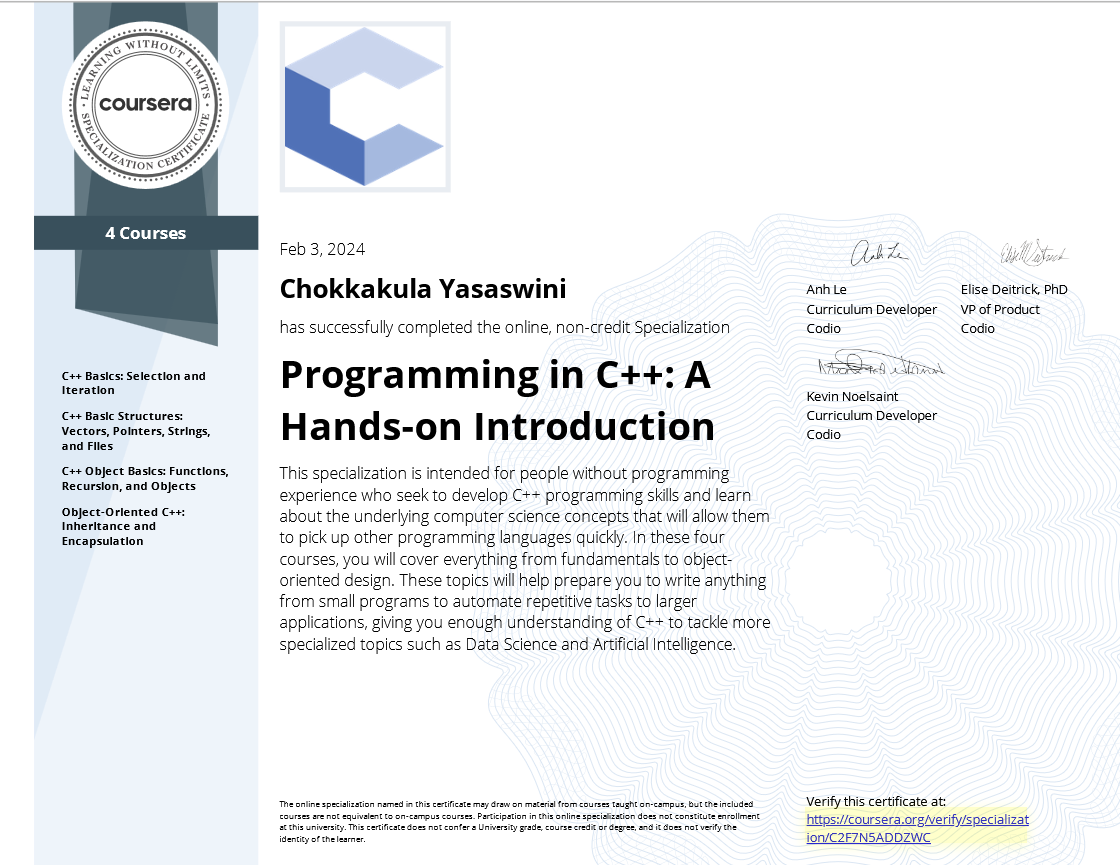 LEARNING WITHOUT LIMITS
coursera
SPECIALIZATION CERTIFICATE
4 Courses
C++ Basics: Selection and
Iteration
C++ Basic Structures:
Vectors, Pointers, Strings,
and Files
C++ Object Basics: Functions,
Recursion, and Objects
Object-Oriented C++:
Inheritance and
Encapsulation
Feb 3, 2024
Chokkakula Yasaswini
has successfully completed the online, non-credit Specialization
Programming in C++: A
Hands-on Introduction
This specialization is intended for people without programming
experience who seek to develop C++ programming skills and learn
about the underlying computer science concepts that will allow them
to pick up other programming languages quickly. In these four
courses, you will cover everything from fundamentals to object-
oriented design. These topics will help prepare you to write anything
from small programs to automate repetitive tasks to larger
applications, giving you enough understanding of C++ to tackle more
specialized topics such as Data Science and Artificial Intelligence.
Anh Le
Anh Le
Curriculum Developer
Codio
Elise Deitrick, PhD
VP of Product
Codio
Kevin Noelsaint
Curriculum Developer
Codio
The online specialization named in this certificate may draw on material from courses taught on-campus, but the included
courses are not equivalent to on-campus courses. Participation in this online specialization does not constitute enrollment
at this university. This certificate does not confer a University grade, course credit or degree, and it does not verify the
identity of the learner.
Verify this certificate at:
https://coursera.org/verify/specializat
ion/C2F7N5ADDZWC